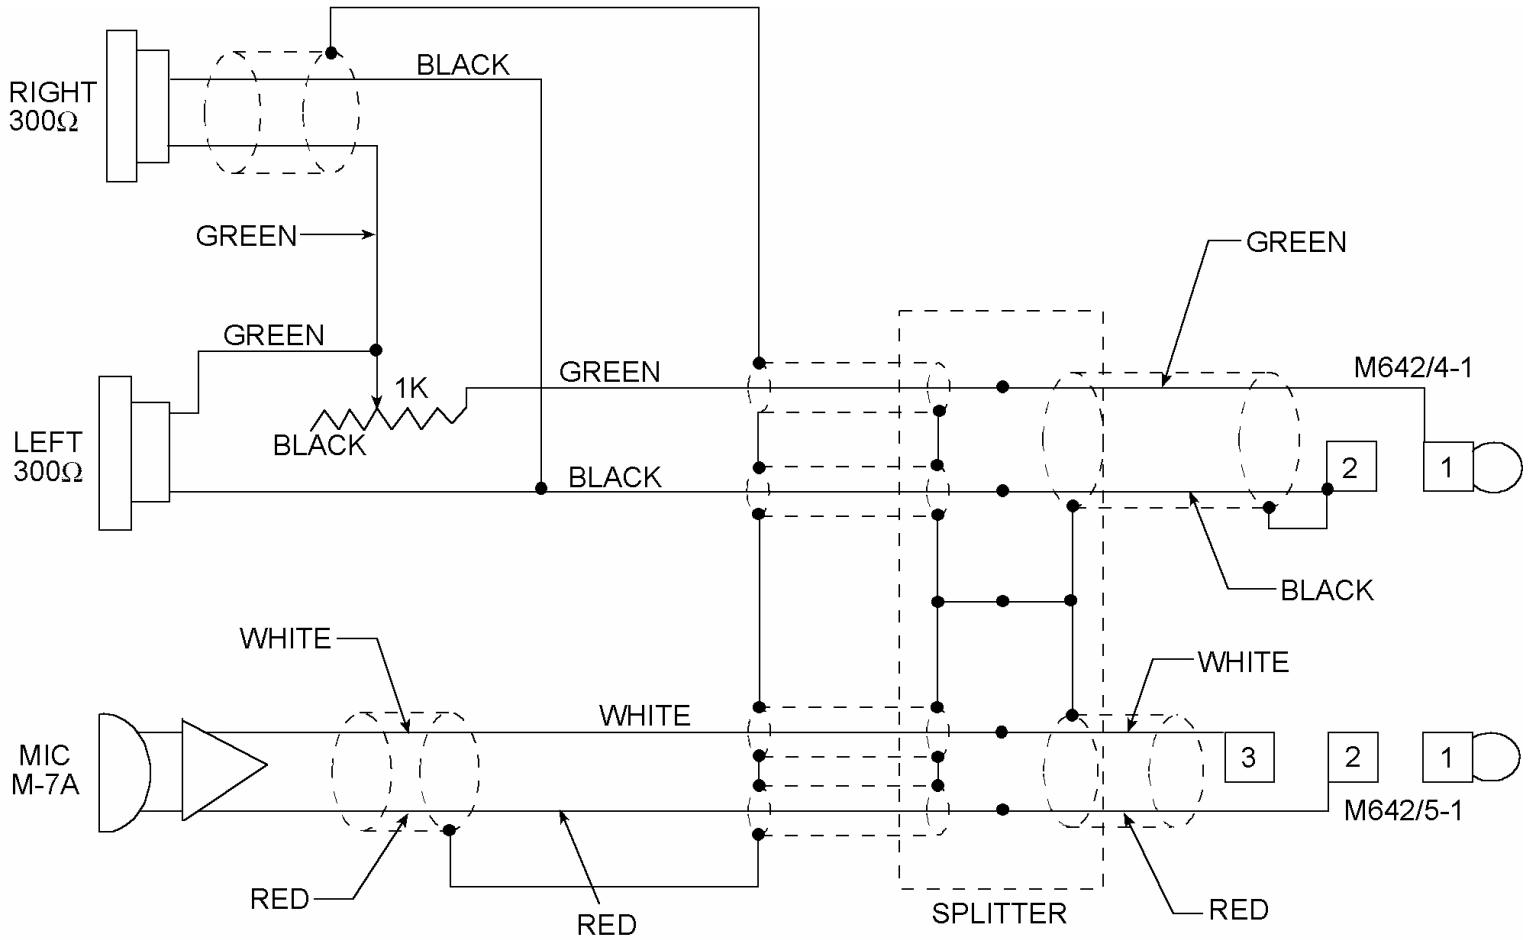 BLACK
RIGHT
300Ω
GREEN
GREEN
GREEN
1K
GREEN
M642/4-1
BLACK
LEFT
300Ω
BLACK
2
1
BLACK
WHITE
WHITE
WHITE
MIC
M-7A
3
2
1
M642/5-1
RED
RED
SPLITTER
RED